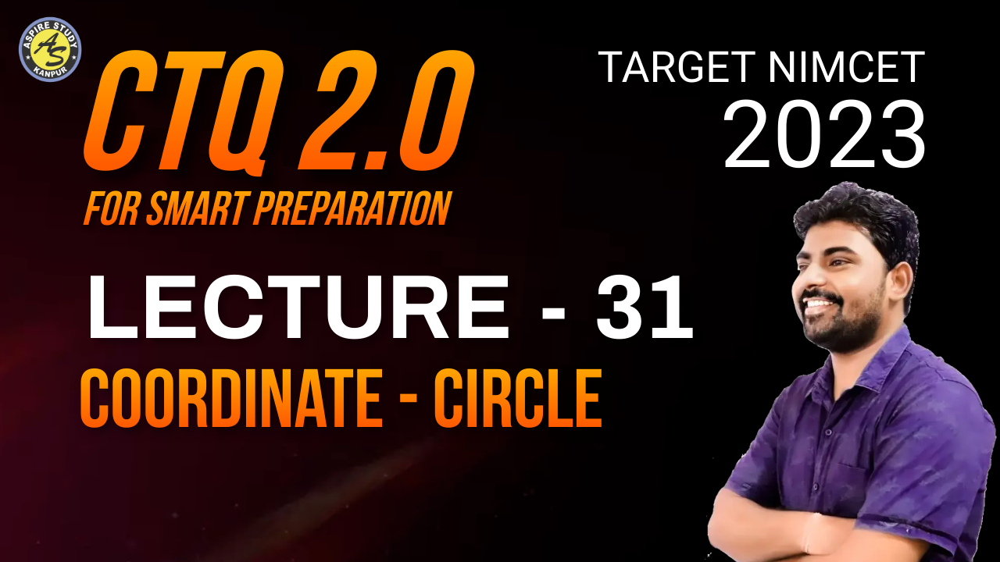 ASPIRE STUDY
AS
KANPUR
CTQ 2.0
FOR SMART PREPARATION
TARGET NIMCET
2023
LECTURE - 31
COORDINATE - CIRCLE